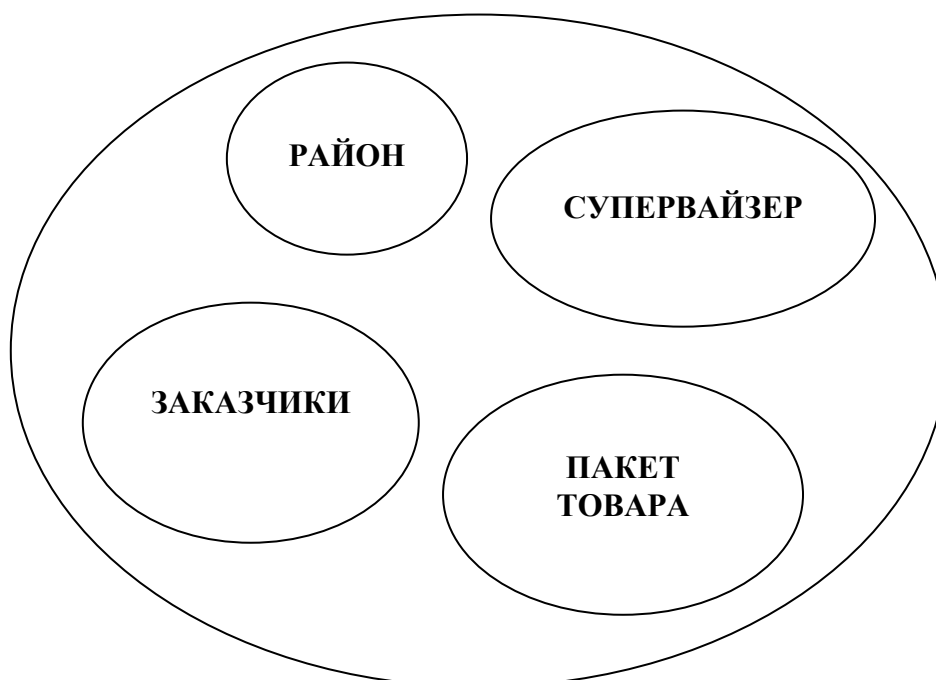 РАЙОН
СУПЕРВАЙЗЕР
ЗАКАЗЧИКИ
ПАКЕТ
ТОВАРА